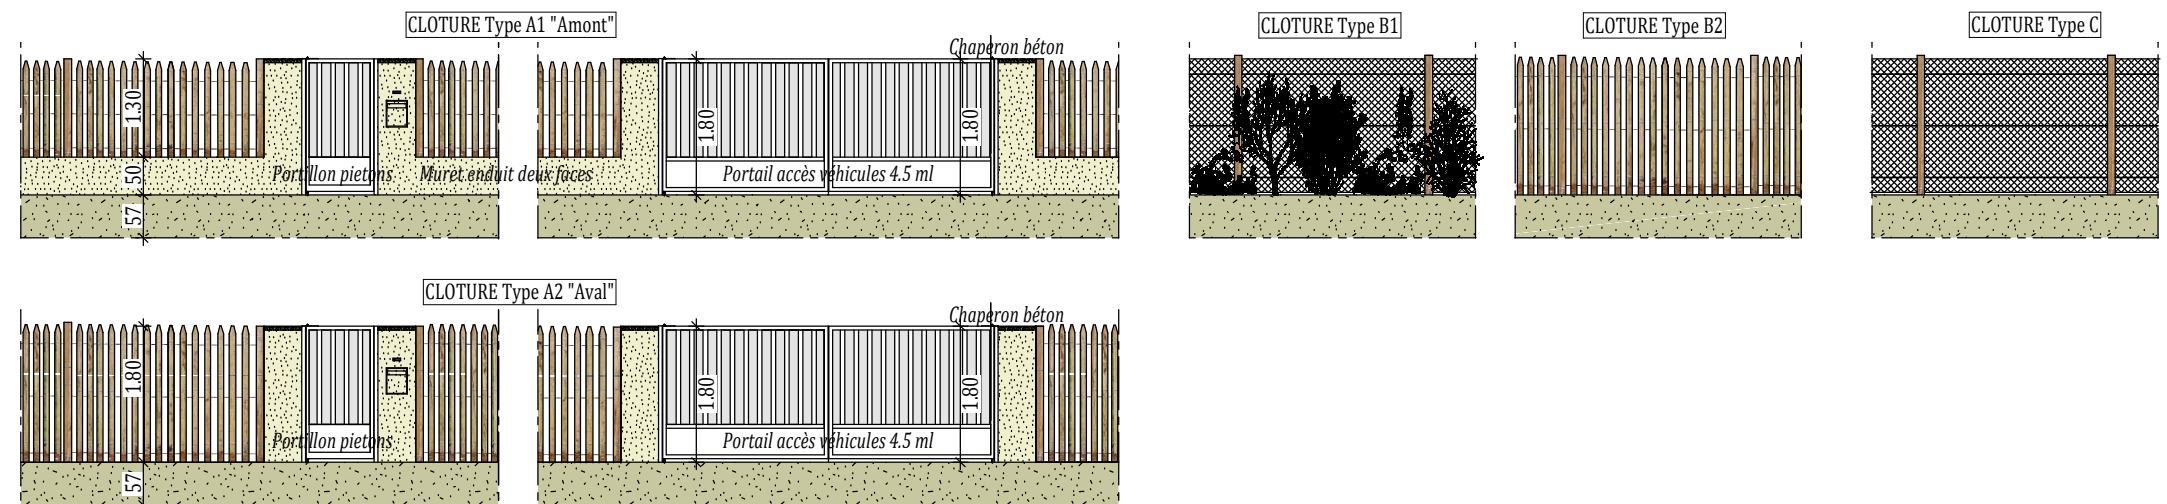 CLOTURE Type A1 "Amont"
CLOTURE Type B1
CLOTURE Type B2
CLOTURE Type C
Chaperon béton
1.30
1.80
1.80
50
Portillon pietons
Muret enduit deux faces
Portail accès véhicules 4.5 ml
57
CLOTURE Type A2 "Aval"
Chaperon béton
1.80
1.80
1.80
Portillon pietons
Portail accès véhicules 4.5 ml
57